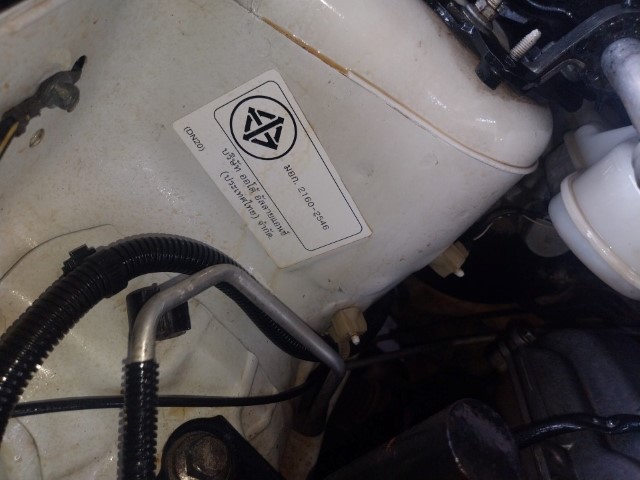 มอก. 2160-2546
บริษัท ออโต้ อัลลายแอนซ์
(ประเทศไทย) จำกัด
(DN20)